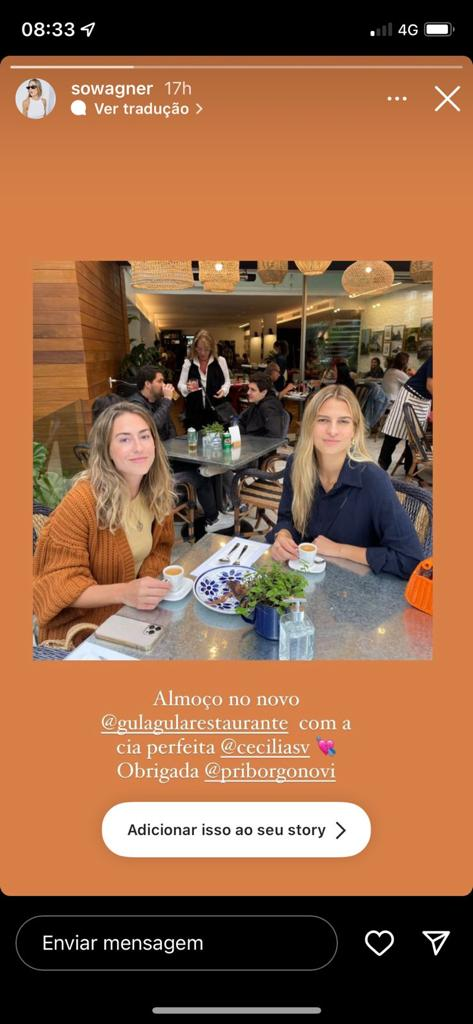 08:33
4G
sowagner 17h
Ver tradução
Almoço no novo
@gulagularestaurante com a
cia perfeita @ceciliasv 💘
Obrigada @priborgonovi
Adicionar isso ao seu story
Enviar mensagem